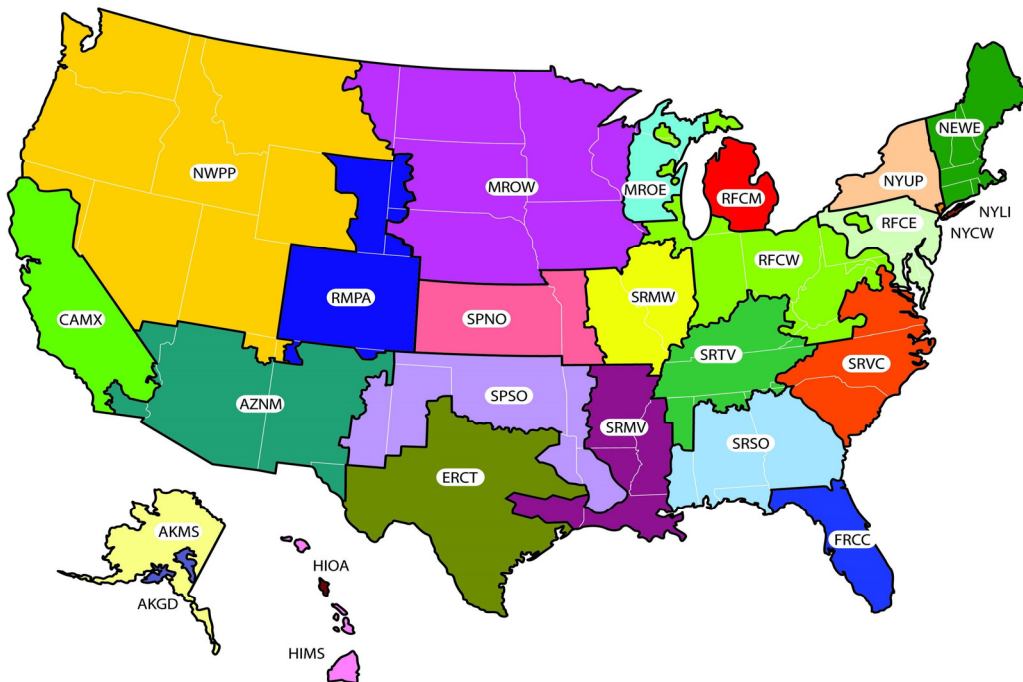 NEWE
NWPP
NYUP
MROW
MROE
RFCM
NYLI
RFCE
NYCW
RFCW
RMPA
SRMW
CAMX
SPNO
SRTV
SRVC
SPSO
AZNM
SRMV
SRSO
ERCT
AKMS
FRCC
HIOA
AKGD
HIMS